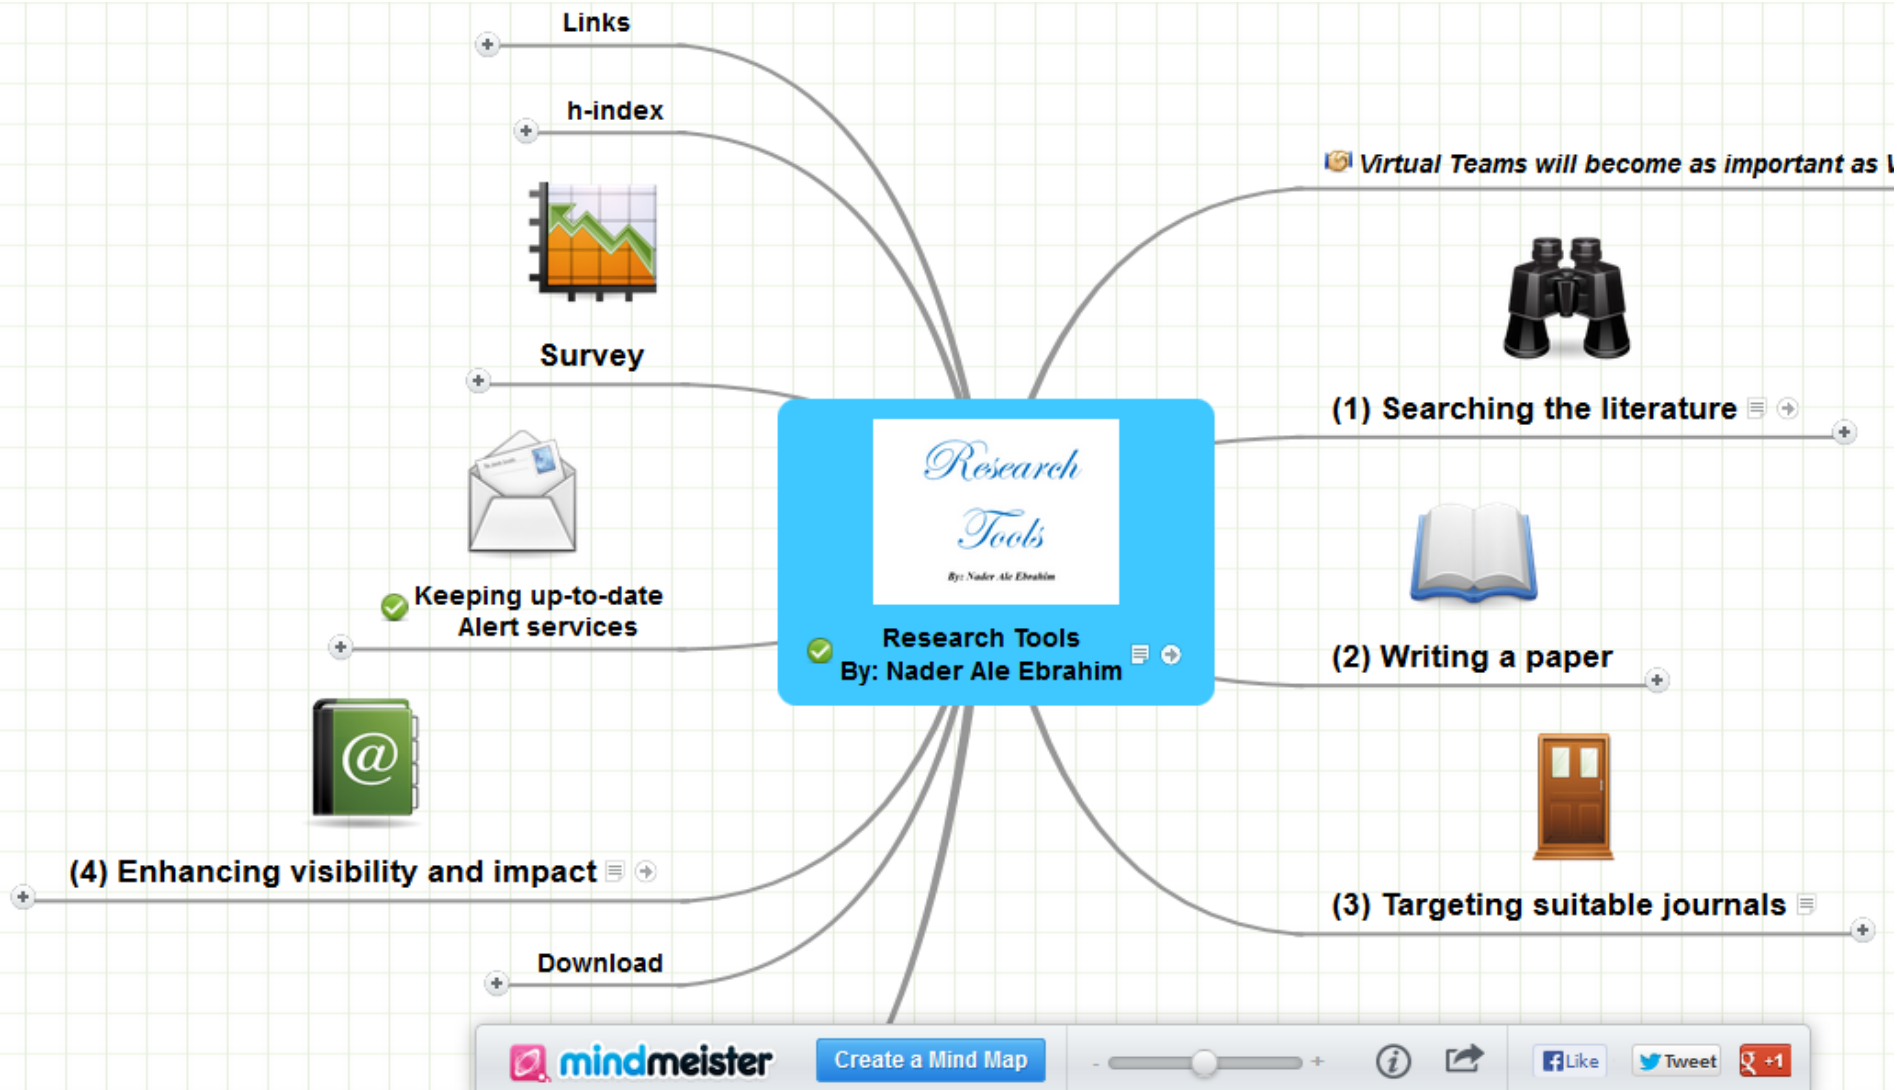 Links
h-index
Survey
Keeping up-to-date
Alert services
(4) Enhancing visibility and impact
Download
Research
Tools
By: Nader Ale Ebrahim
Research Tools
By: Nader Ale Ebrahim
Virtual Teams will become as important as
(1) Searching the literature
(2) Writing a paper
(3) Targeting suitable journals
@
mindmeister
Create a Mind Map
- +
i
f Like
Tweet
g +1